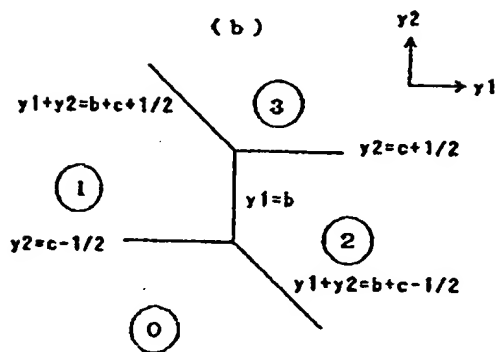 (b)
y2
y1
y1+y2=b+c+1/2
3
y2=c+1/2
1
y1=b
y2=c-1/2
2
y1+y2=b+c-1/2
0